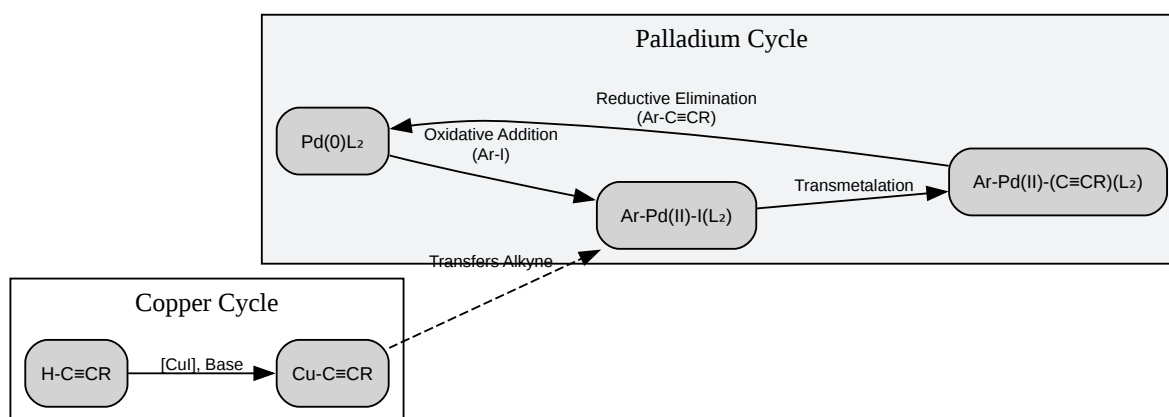 Palladium Cycle
Reductive Elimination
(Ar-C≡CR)
Pd(0)L₂
Oxidative Addition
(Ar-I)
Ar-Pd(II)-(C≡CR)(L₂)
Transmetalation
Ar-Pd(II)-I(L₂)
Transfers Alkyne
Copper Cycle
H-C≡CR
[CuI], Base
Cu-C≡CR